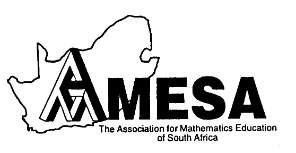 AMESA
The Association for Mathematics Education
of South Africa